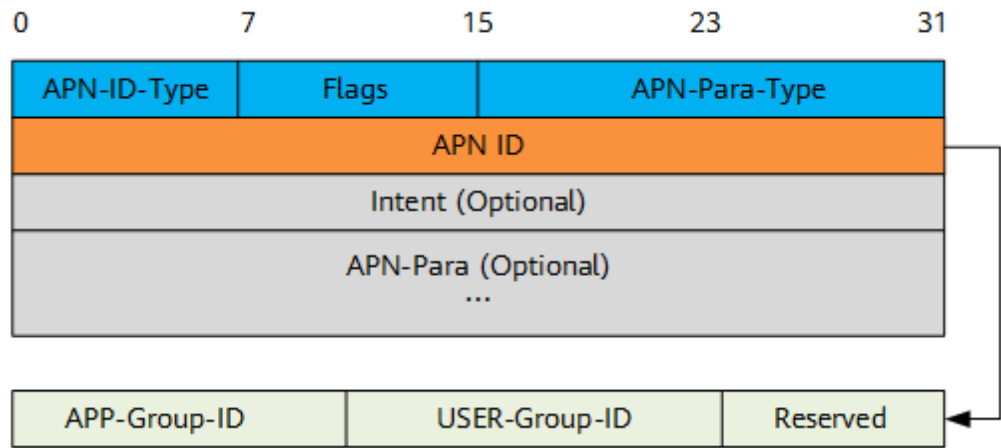 0 7 15 23 31
APN-ID-Type Flags APN-Para-Type
APN ID
Intent (Optional)
APN-Para (Optional)
...
APP-Group-ID USER-Group-ID Reserved